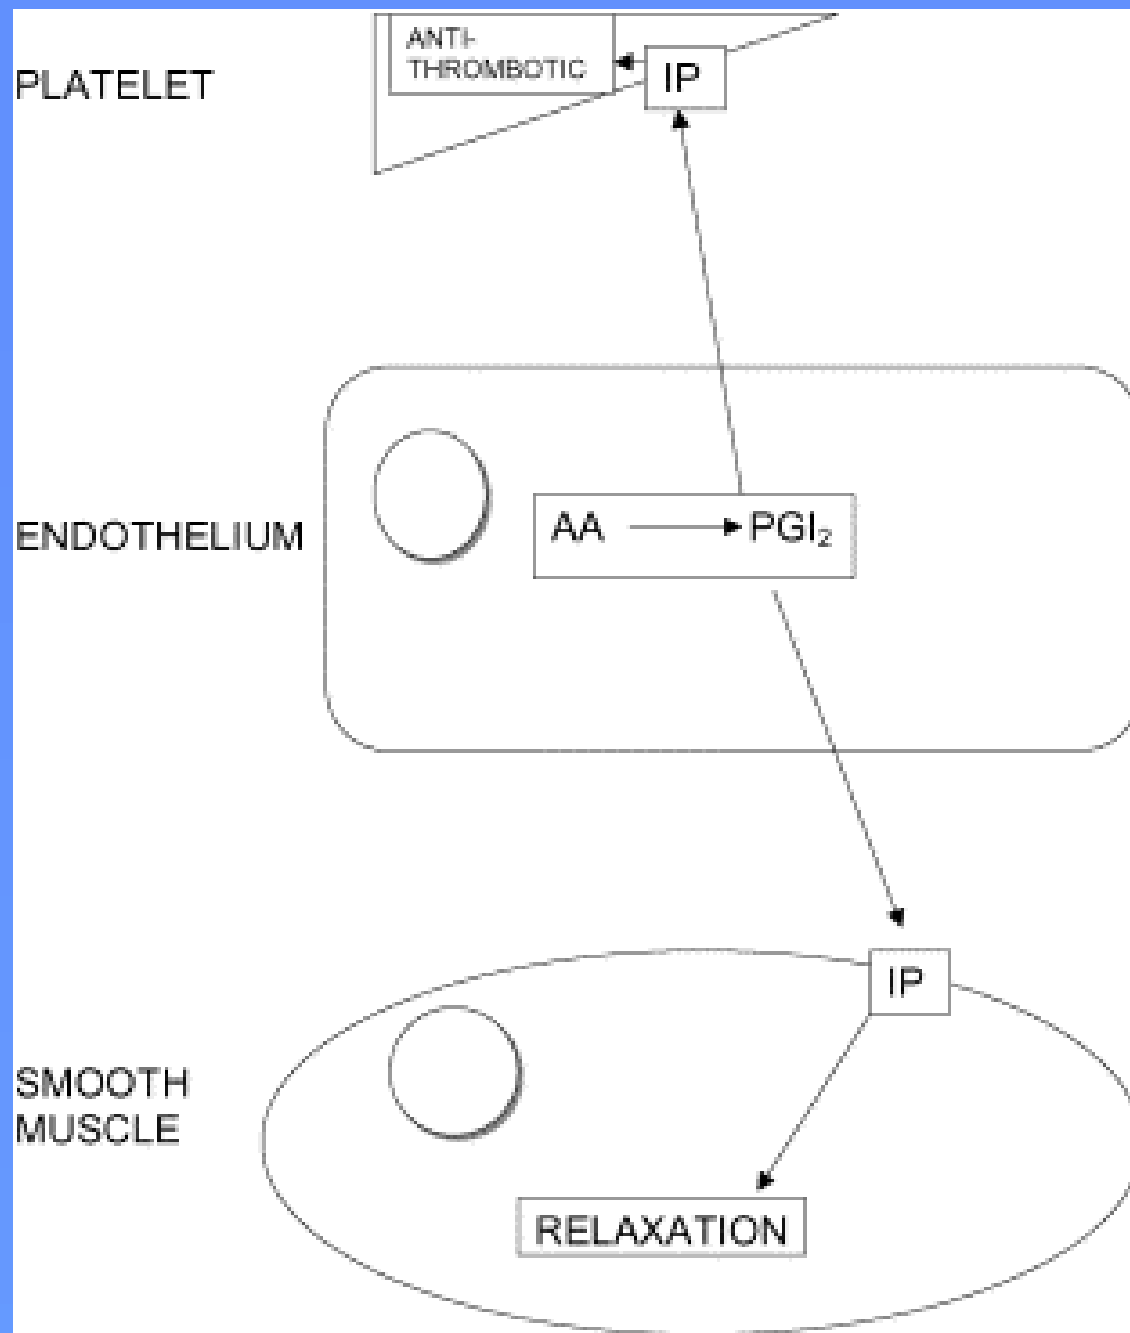 ANTI-
THROMBOTIC
IP
PLATELET
ENDOTHELIUM
AA
PGI₂
IP
SMOOTH
MUSCLE
RELAXATION